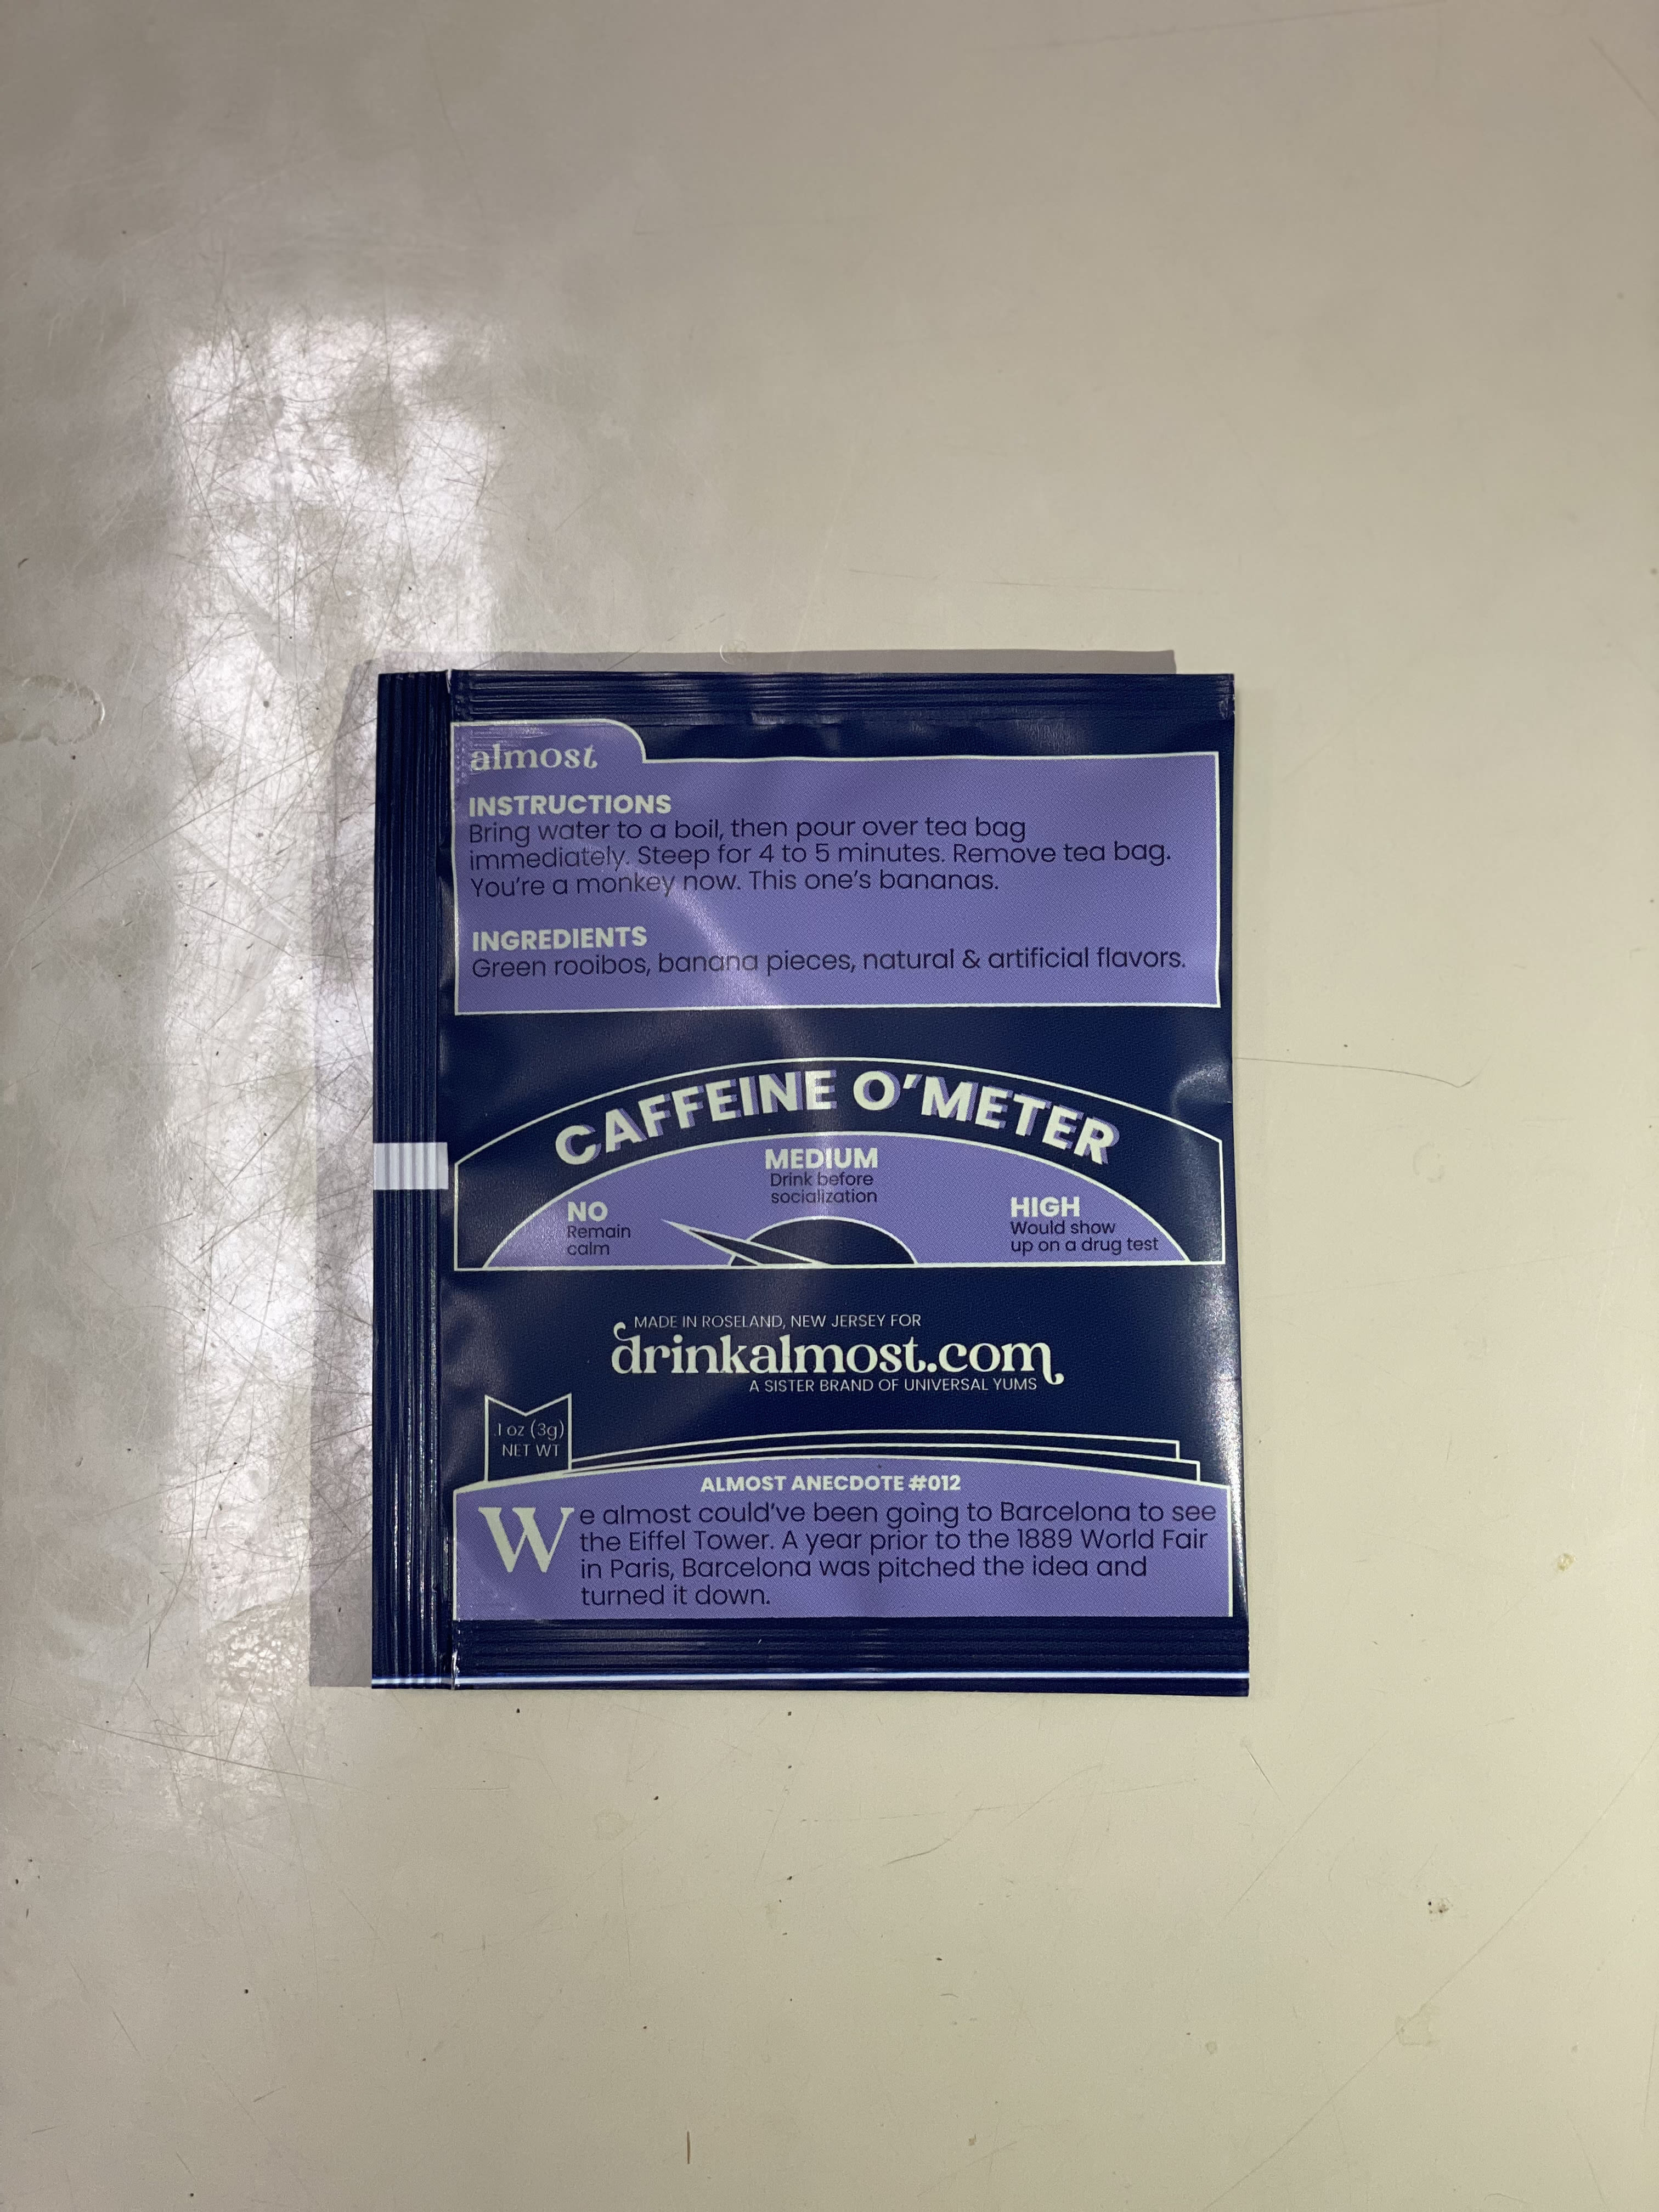 almost
INSTRUCTIONS
Bring water to a boil, then pour over tea bag
immediately. Steep for 4 to 5 minutes. Remove tea bag.
You're a monkey now. This one's bananas.
INGREDIENTS
Green rooibos, banana pieces, natural & artificial flavors.
CAFFEINE O'METER
NO
Remain
calm
MEDIUM
Drink before
socialization
HIGH
Would show
up on a drug test
MADE IN ROSELAND, NEW JERSEY FOR
drinkalmost.com
A SISTER BRAND OF UNIVERSAL YUMS
.1 oz (3g)
NET WT
ALMOST ANECDOTE #012
We almost could've been going to Barcelona to see
the Eiffel Tower. A year prior to the 1889 World Fair
in Paris, Barcelona was pitched the idea and
turned it down.